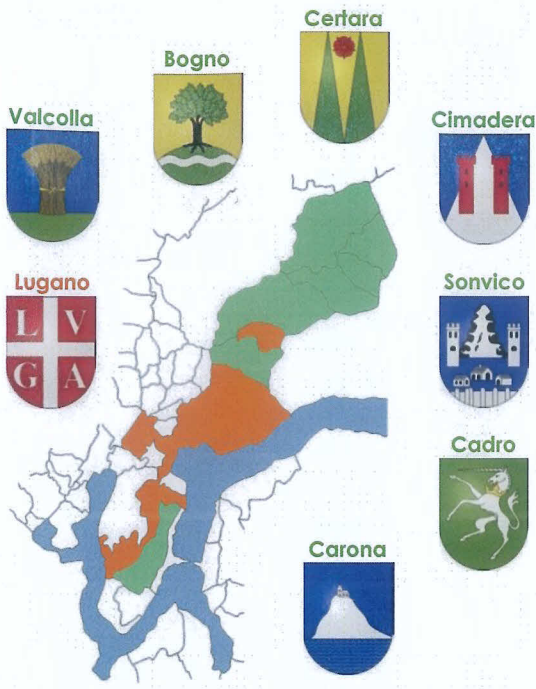 Certara
Bogno
Valcolla
Cimadera
Lugano
L V
G A
Sonvico
Cadro
Carona